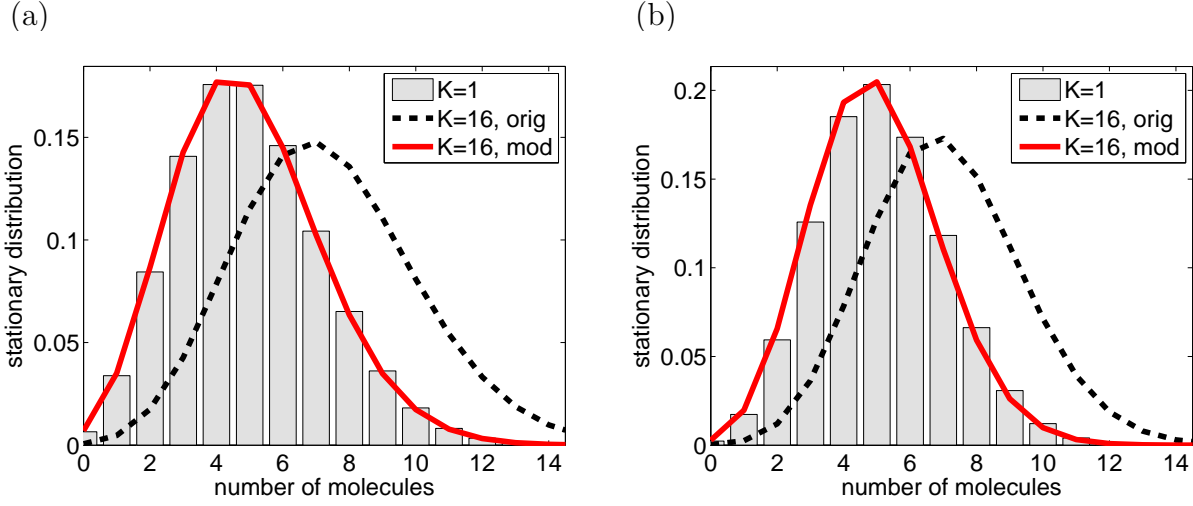 (a)
K=1
K=16, orig
K=16, mod
stationary distribution
0.15
0.1
0.05
0
0 2 4 6 8 10 12 14
number of molecules
(b)
K=1
K=16, orig
K=16, mod
stationary distribution
0.2
0.15
0.1
0.05
0
0 2 4 6 8 10 12 14
number of molecules